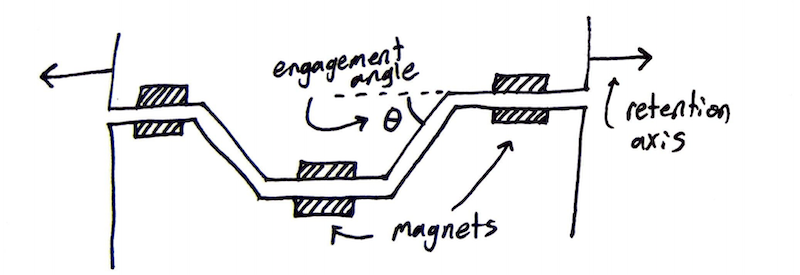 engagement
angle
θ
retention
axis
magnets